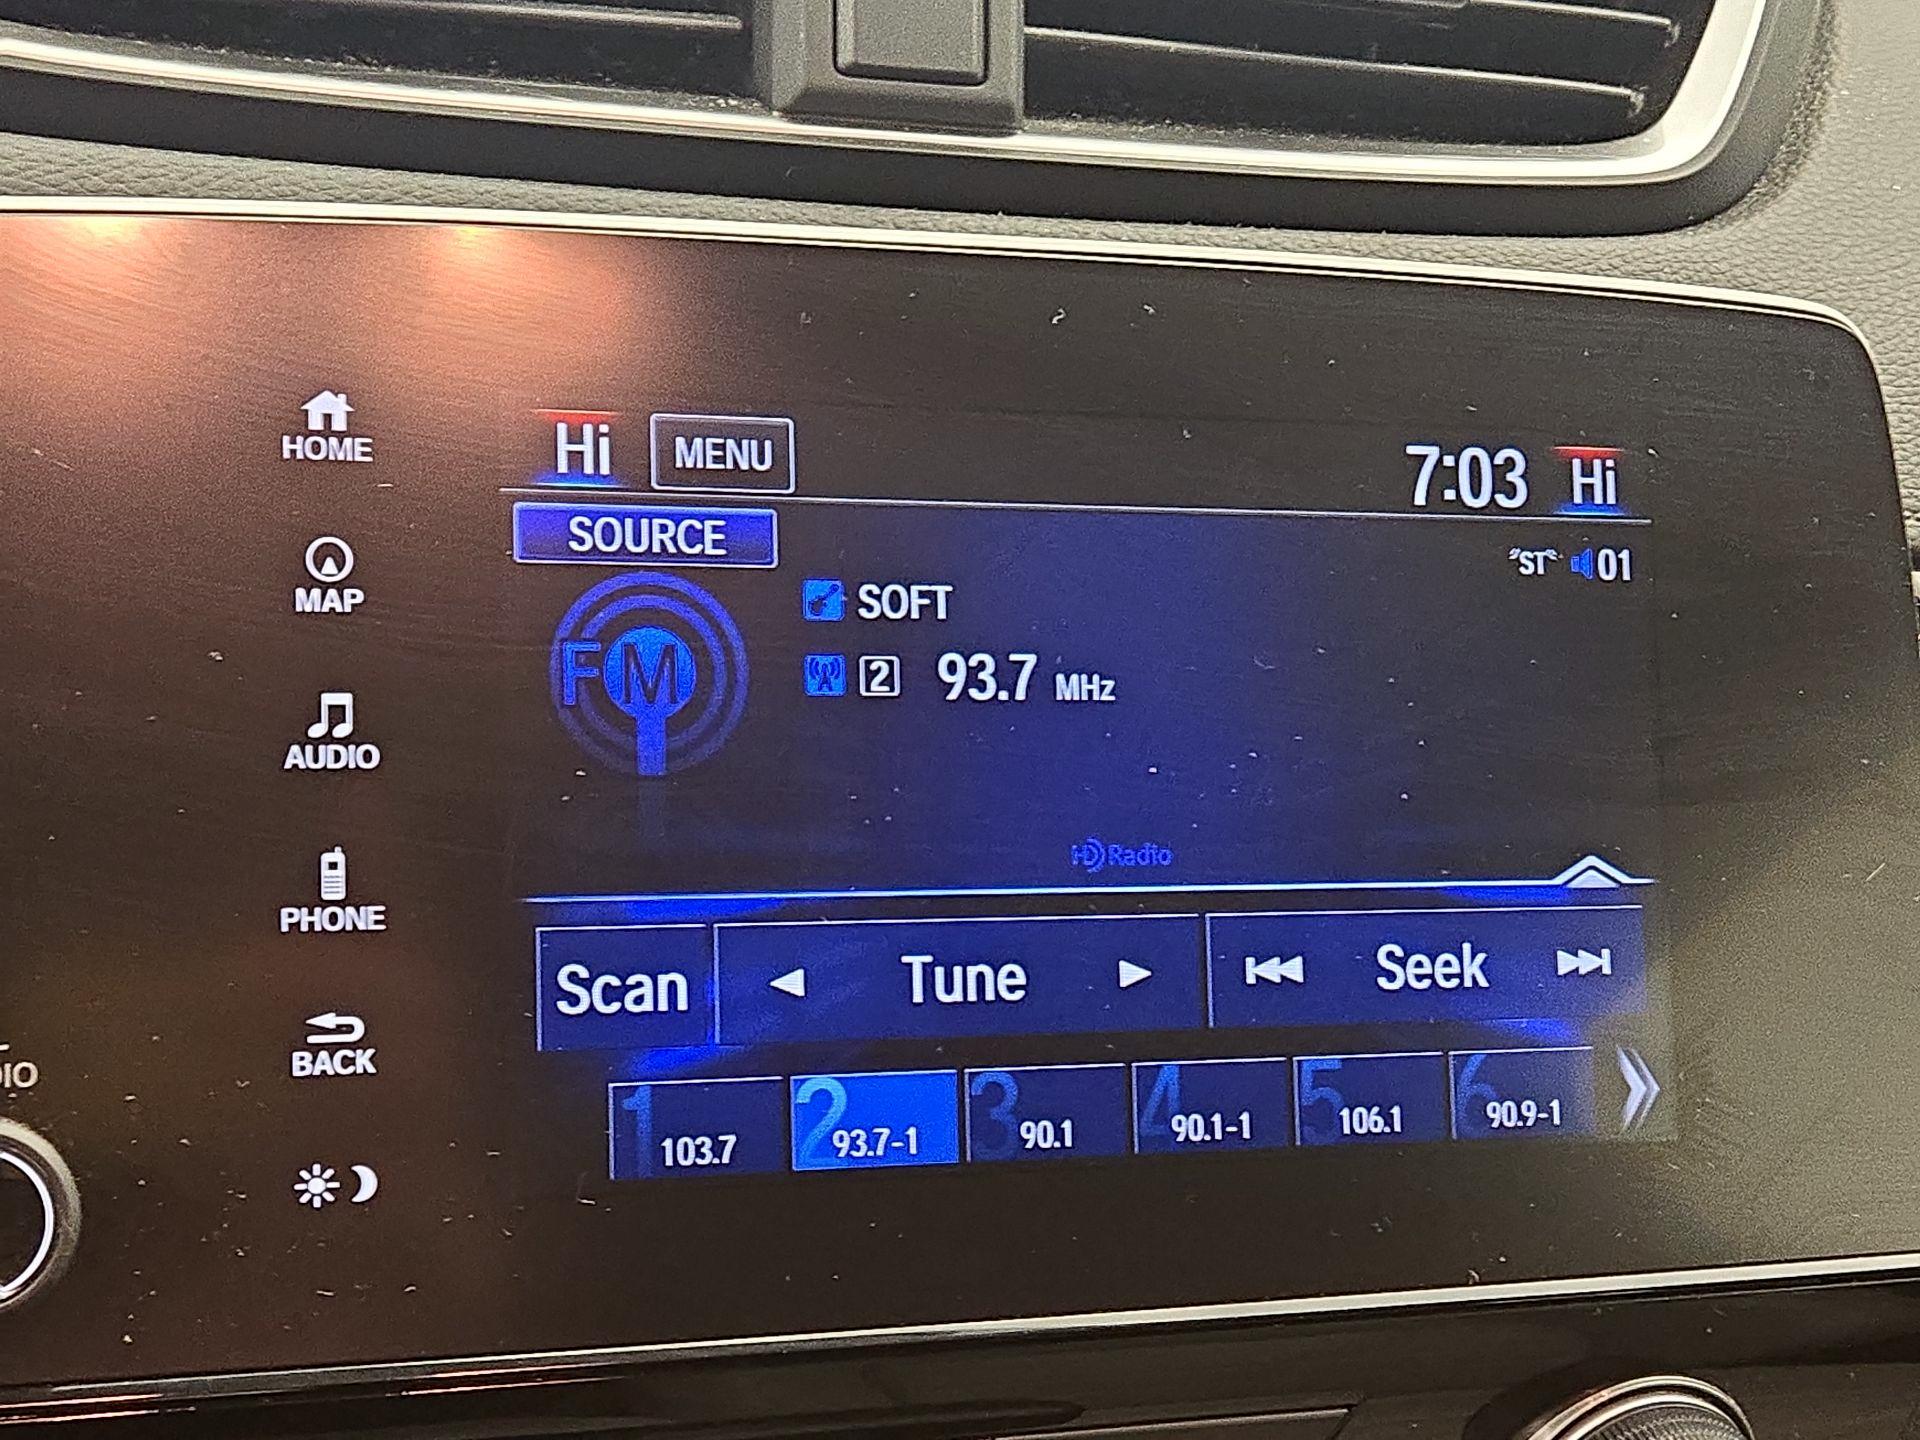 HOME
MAP
AUDIO
PHONE
BACK
IO
Hi MENU 7:03 Hi
SOURCE
"ST" 01
FM
SOFT
2 93.7 MHz
HD Radio
Scan Tune Seek
1 103.7
2 93.7-1
3 90.1
4 90.1-1
5 106.1
6 90.9-1